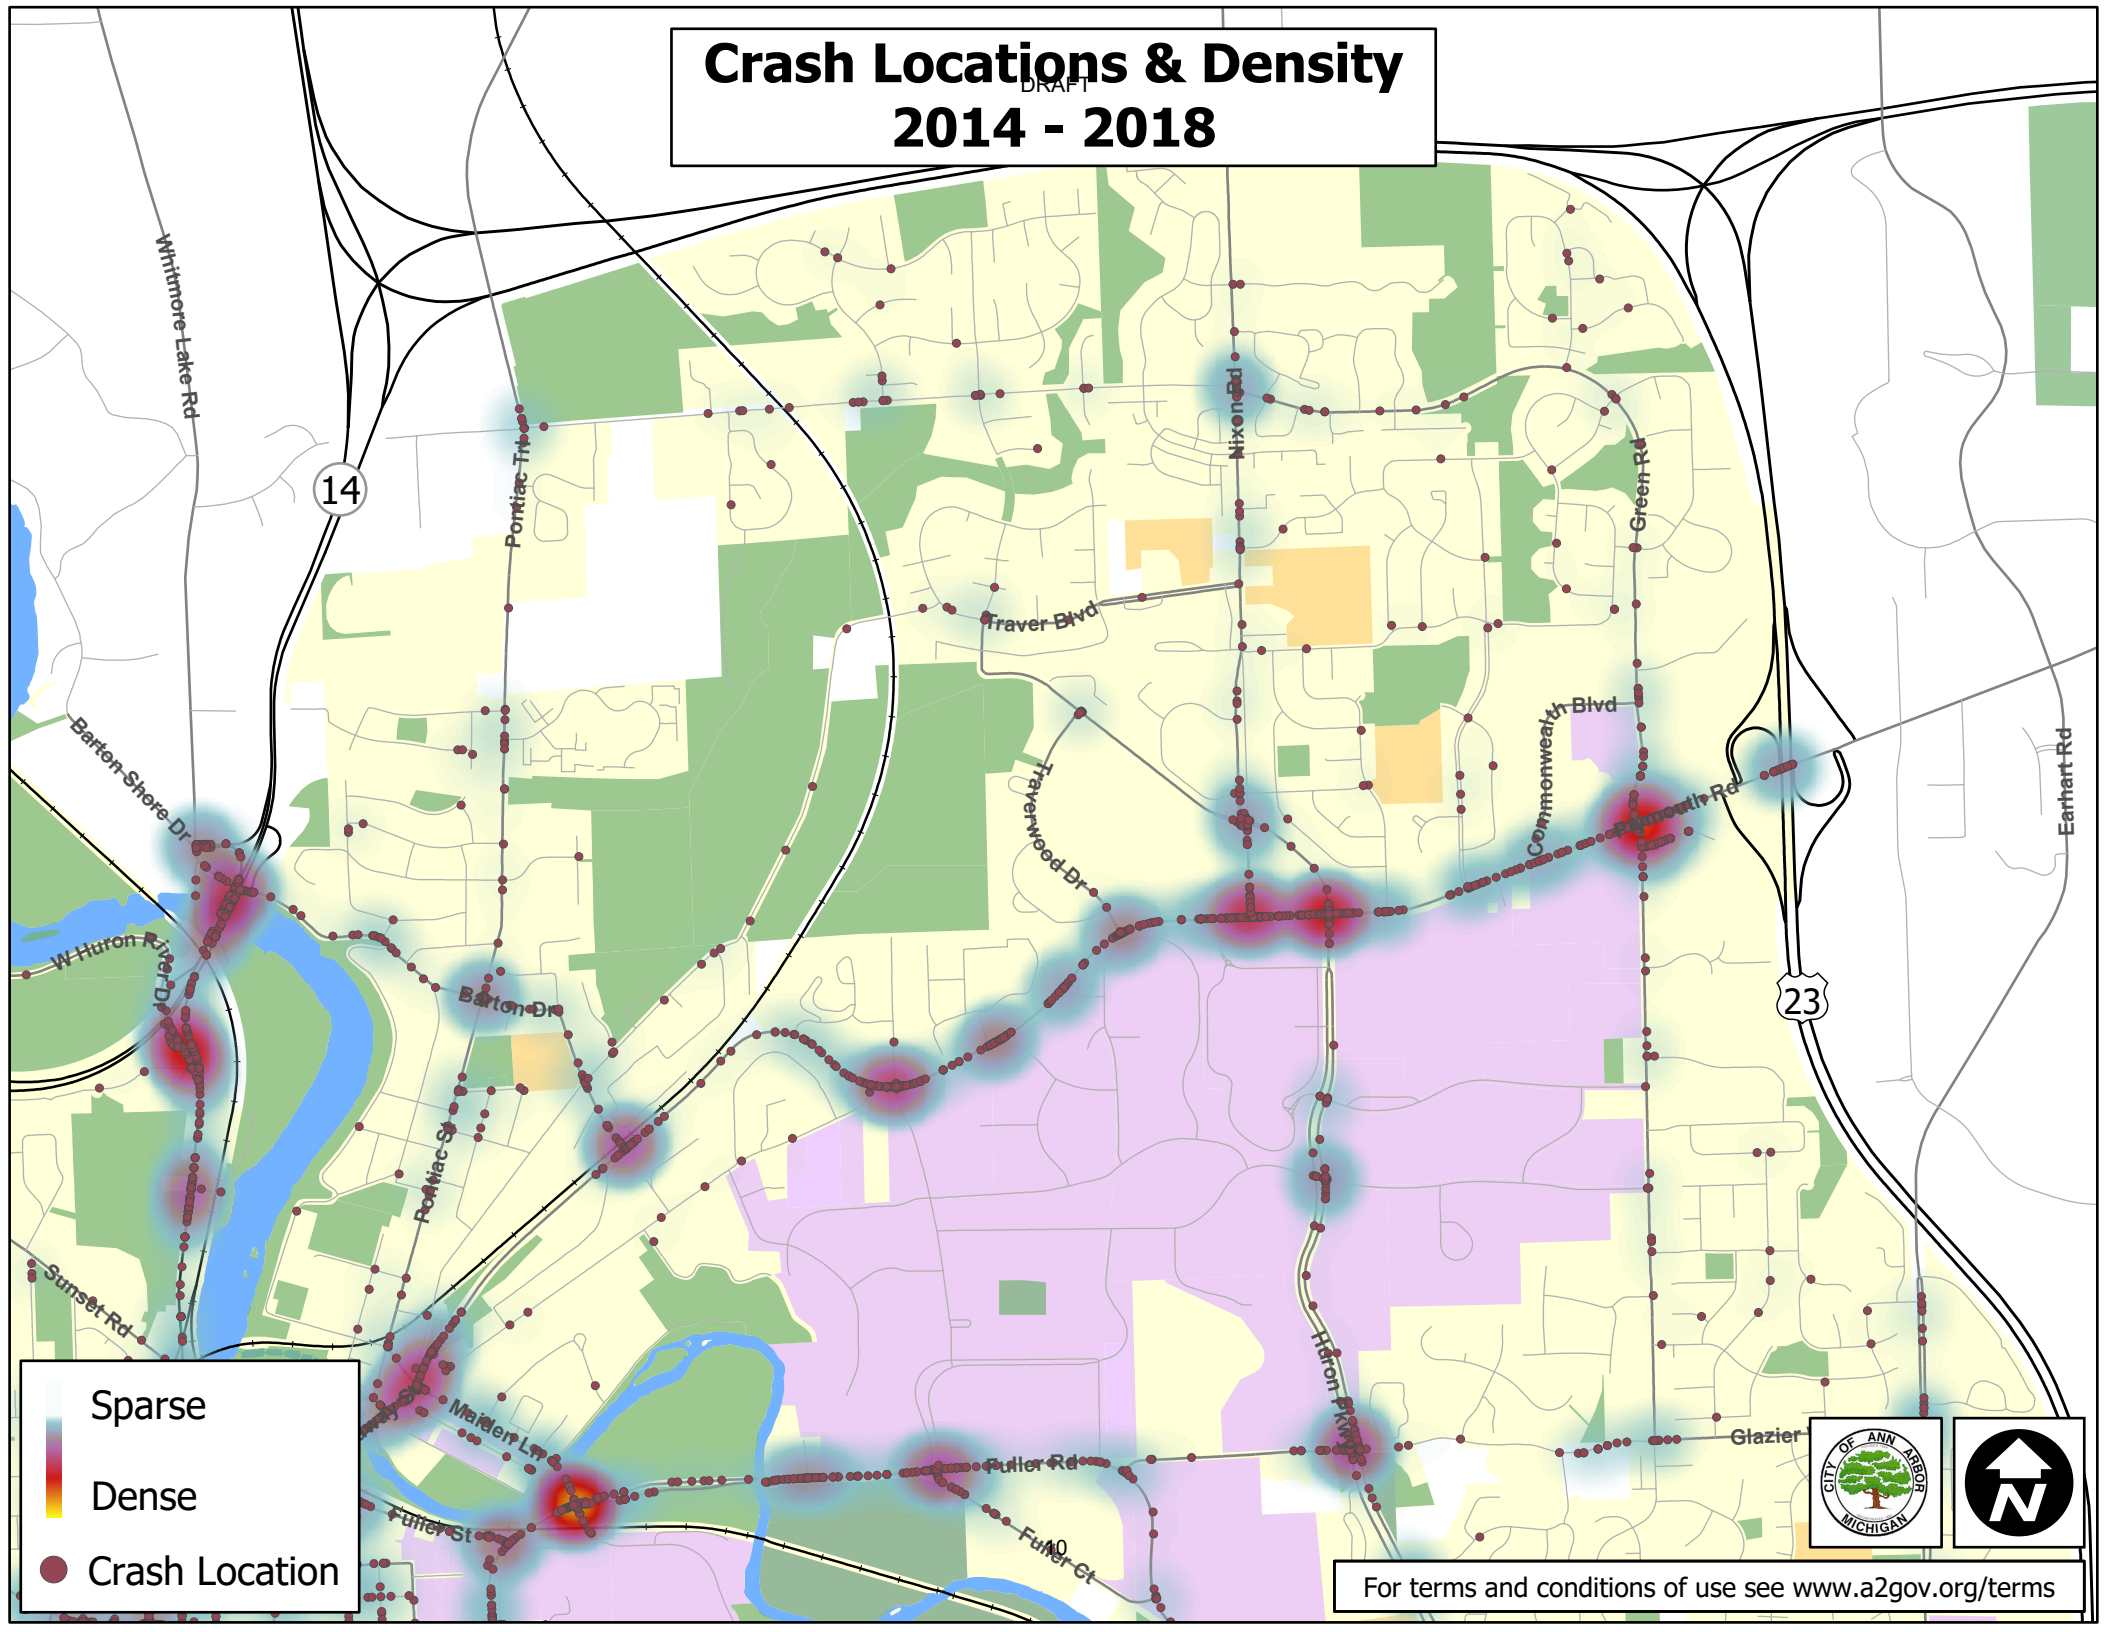 Crash Locations & Density
DRAFT
2014 - 2018
Whitmore Lake Rd
14
Pontiac Trl
Nixon Rd
Green Rd
Traver Blvd
Commonwealth Blvd
Barton Shore Dr
Traverwood Dr
Plymouth Rd
Earhart Rd
W Huron River Dr
Barton Dr
23
Pontiac St
Sunset Rd
Huron Pkwy
Maiden Ln
Glazier
Fuller Rd
Fuller St
Fuller Ct
10
Sparse
Dense
Crash Location
CITY OF ANN ARBOR
MICHIGAN
N
For terms and conditions of use see www.a2gov.org/terms